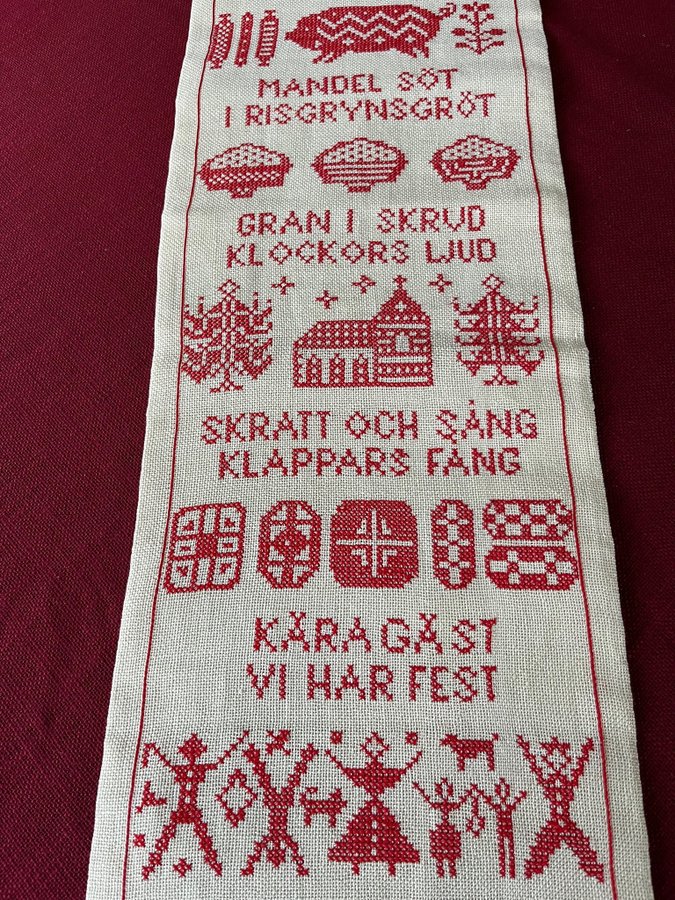 MANDEL SÖT
I RISGRYNSGRÖT
GRAN I SKRUD
KLOCKORS LJUD
SKRATT OCH SÅNG
KLAPPARS FÅNG
KÄRA GÄST
VI HAR FEST